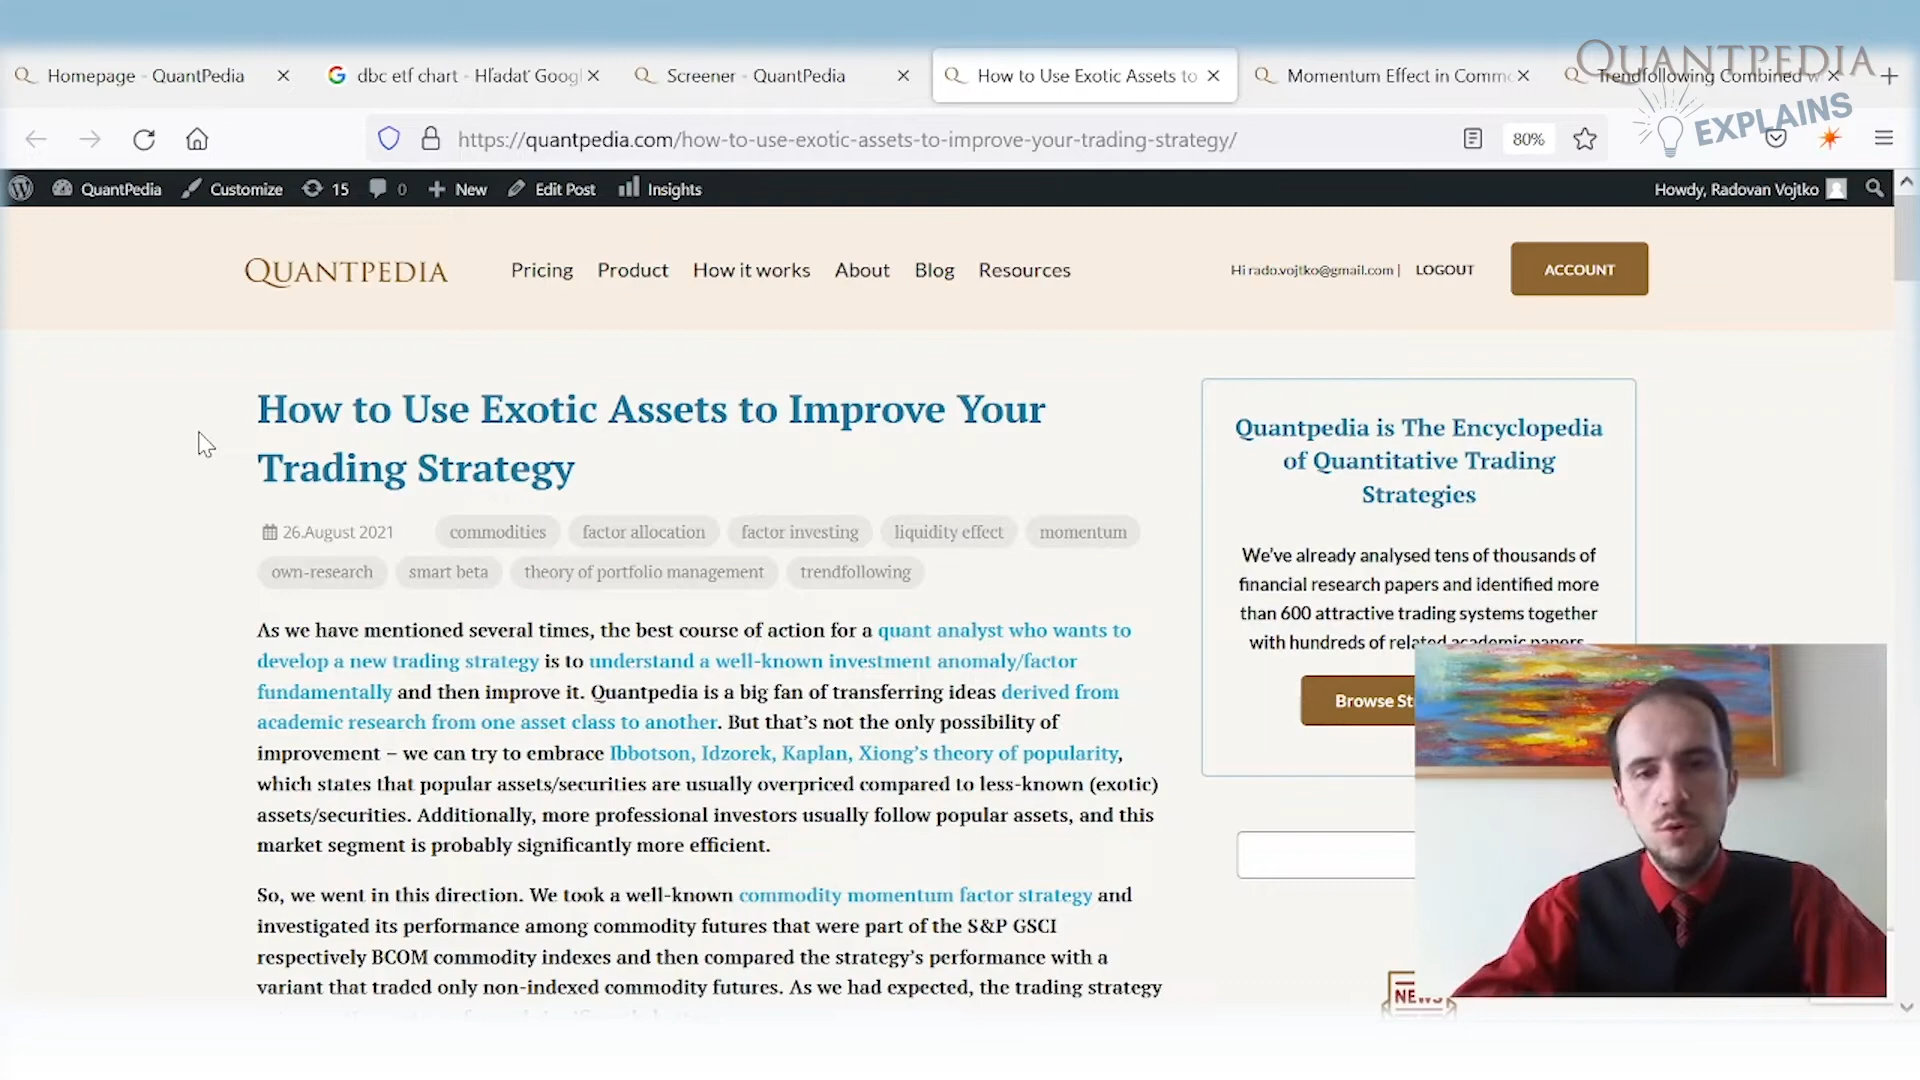 QUANTPEDIA
EXPLAINS
Homepage - QuantPedia
dbc etf chart - Hľadať Googl
Screener - QuantPedia
How to Use Exotic Assets to
Momentum Effect in Commo
Trendfollowing Combined w
https://quantpedia.com/how-to-use-exotic-assets-to-improve-your-trading-strategy/
80%
QuantPedia Customize 15 0 New Edit Post Insights
Howdy, Radovan Vojtko
QUANTPEDIA
Pricing Product How it works About Blog Resources
Hi rado.vojtko@gmail.com | LOGOUT
ACCOUNT
How to Use Exotic Assets to Improve Your
Trading Strategy
26.August 2021 commodities factor allocation factor investing liquidity effect momentum
own-research smart beta theory of portfolio management trendfollowing
As we have mentioned several times, the best course of action for a quant analyst who wants to
develop a new trading strategy is to understand a well-known investment anomaly/factor
fundamentally and then improve it. Quantpedia is a big fan of transferring ideas derived from
academic research from one asset class to another. But that's not the only possibility of
improvement – we can try to embrace Ibbotson, Idzorek, Kaplan, Xiong's theory of popularity,
which states that popular assets/securities are usually overpriced compared to less-known (exotic)
assets/securities. Additionally, more professional investors usually follow popular assets, and this
market segment is probably significantly more efficient.
So, we went in this direction. We took a well-known commodity momentum factor strategy and
investigated its performance among commodity futures that were part of the S&P GSCI
respectively BCOM commodity indexes and then compared the strategy's performance with a
variant that traded only non-indexed commodity futures. As we had expected, the trading strategy
Quantpedia is The Encyclopedia
of Quantitative Trading
Strategies
We've already analysed tens of thousands of
financial research papers and identified more
than 600 attractive trading systems together
with hundreds of related academic papers
Browse St
NEWS